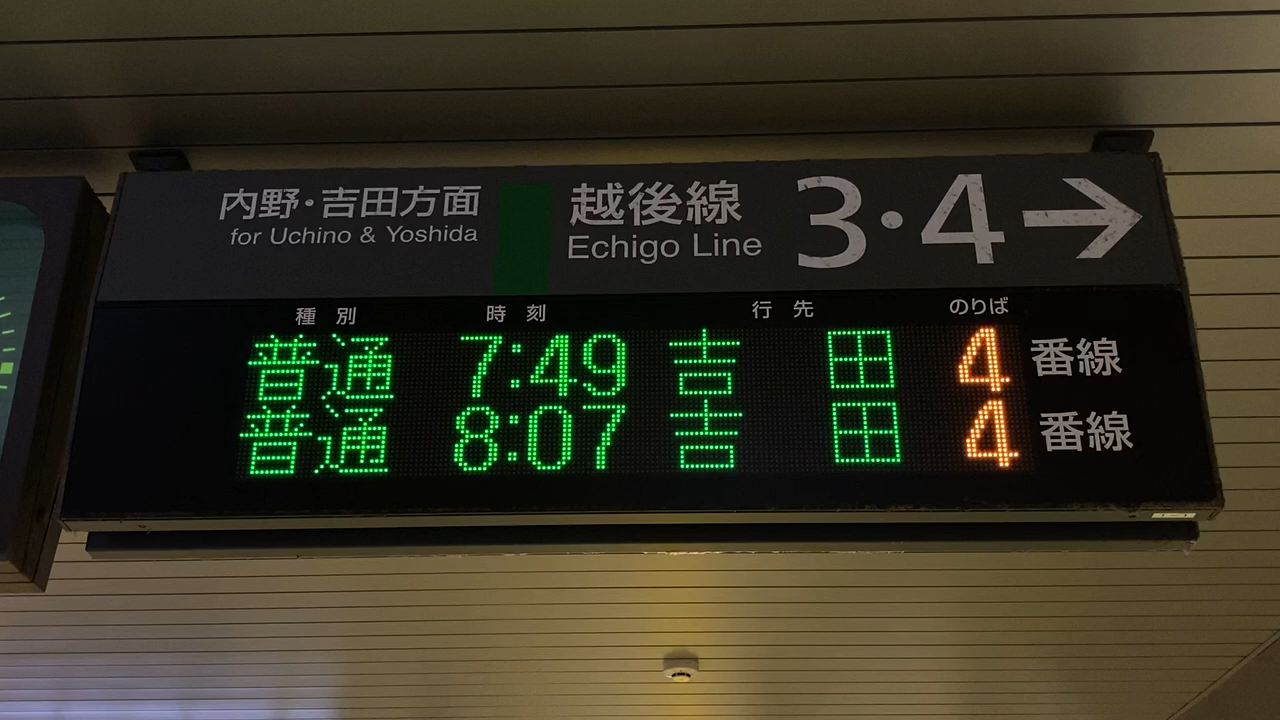 内野・吉田方面 越後線 3・4→
for Uchino & Yoshida Echigo Line
種別 時刻 行先 のりば
普通 7:49 吉田 4 番線
普通 8:07 吉田 4 番線